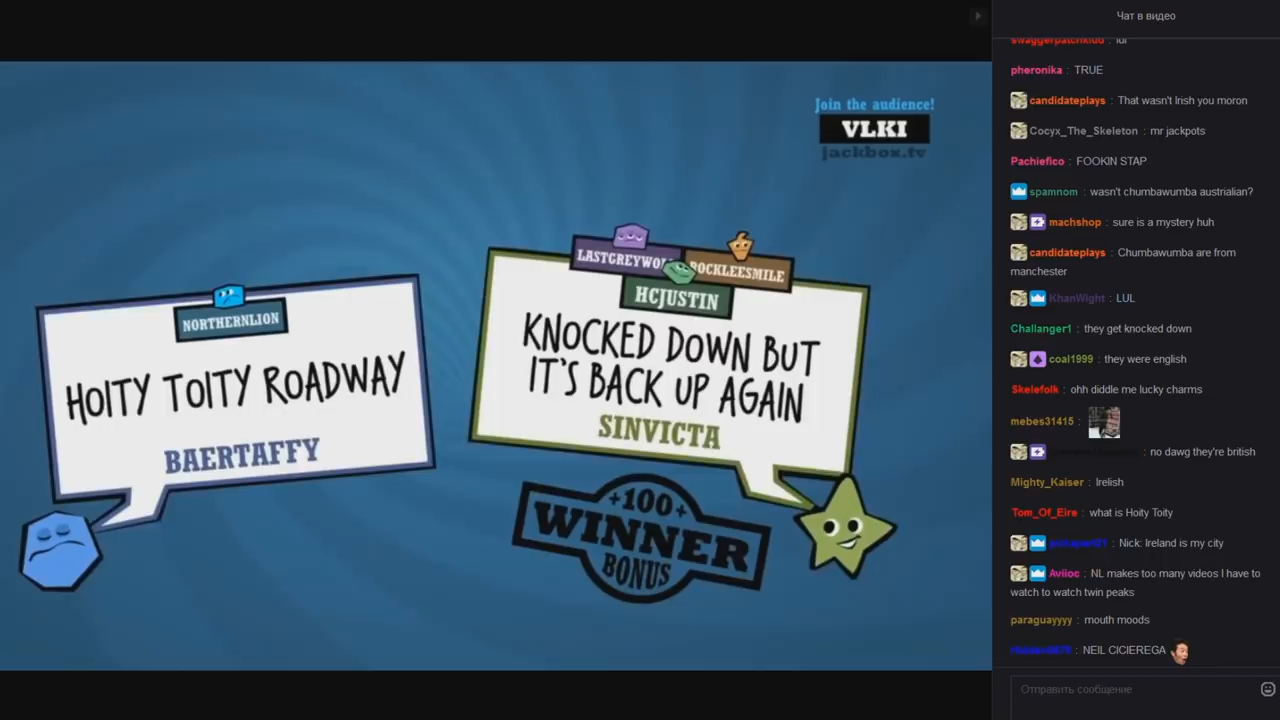 Join the audience!
VLKI
jackbox.tv
NORTHERNLION
HOITY TOITY ROADWAY
BAERTAFFY
LASTGREYWOL
ROCKLEESMILE
HCJUSTIN
KNOCKED DOWN BUT
IT'S BACK UP AGAIN
SINVICTA
+100+
WINNER
BONUS
Чат в видео
swaggerpatchkidd : lol
pheronika : TRUE
candidateplays : That wasn't Irish you moron
Cocyx_The_Skeleton : mr jackpots
Pachiefico : FOOKIN STAP
spamnom : wasn't chumbawumba austrialian?
machshop : sure is a mystery huh
candidateplays : Chumbawumba are from
manchester
KhanWight : LUL
Challanger1 : they get knocked down
coal1999 : they were english
Skelefolk : ohh diddle me lucky charms
mebes31415 :
: no dawg they're british
Mighty_Kaiser : Irelish
Tom_Of_Eire : what is Hoity Toity
: Nick: Ireland is my city
Aviioc : NL makes too many videos I have to
watch to watch twin peaks
paraguayyyy : mouth moods
: NEIL CICIEREGA
Отправить сообщение